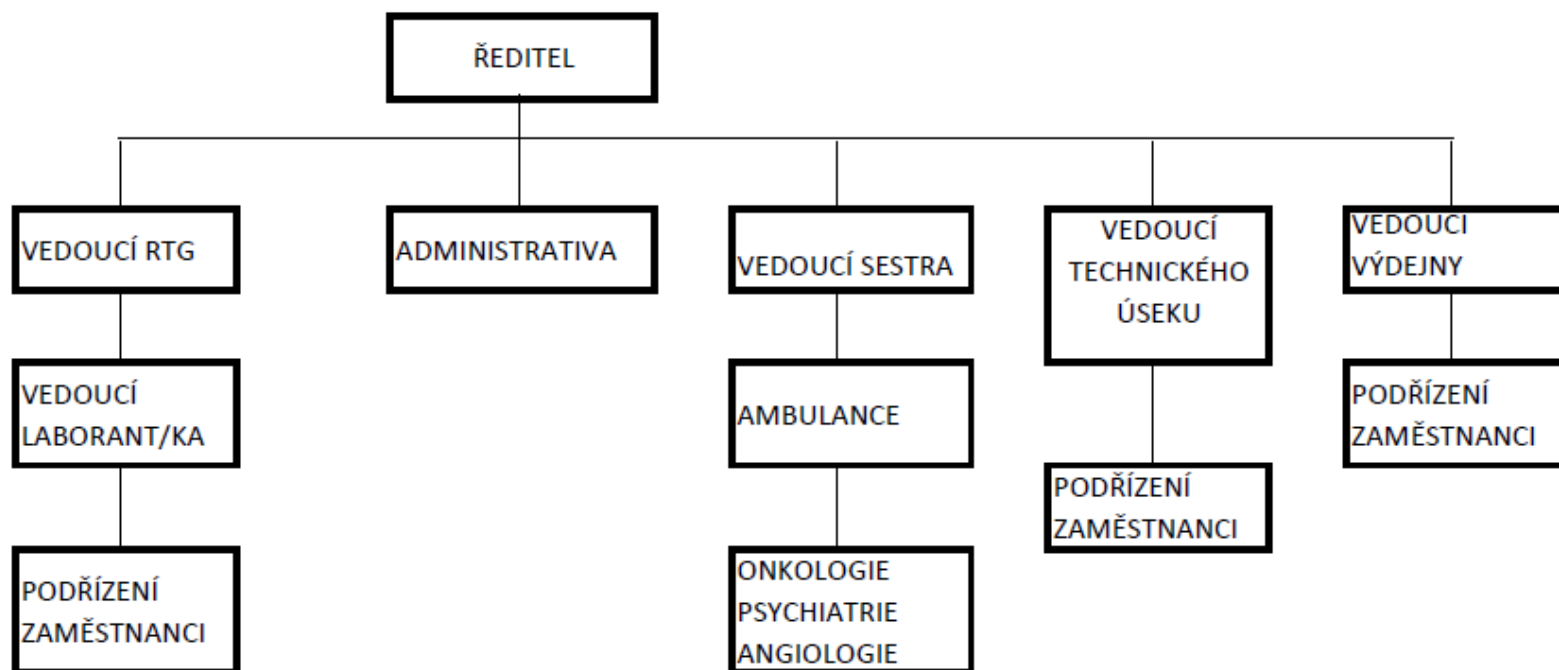 ŘEDITEL
VEDOUCÍ RTG
ADMINISTRATIVA
VEDOUCÍ SESTRA
VEDOUCÍ
TECHNICKÉHO
ÚSEKU
VEDOUCI
VÝDEJNY
VEDOUCÍ
LABORANT/KA
AMBULANCE
PODŘÍZENÍ
ZAMĚSTNANCI
PODŘÍZENÍ
ZAMĚSTNANCI
PODŘÍZENÍ
ZAMĚSTNANCI
ONKOLOGIE
PSYCHIATRIE
ANGIOLOGIE